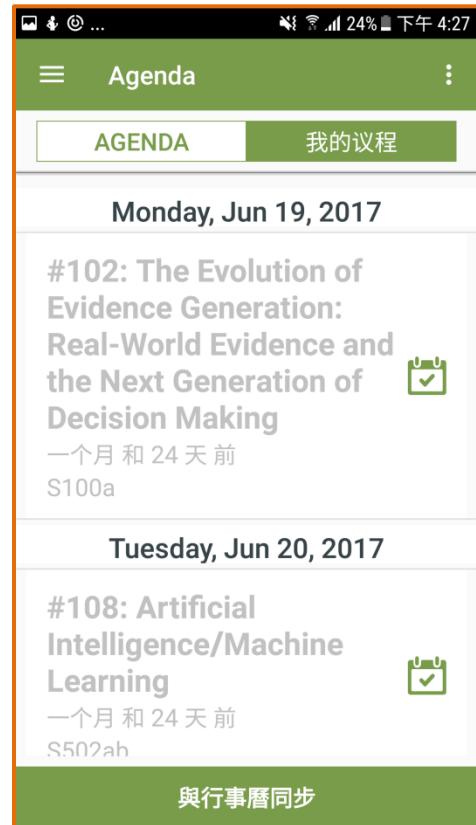 ... 24% 下午 4:27
Agenda
AGENDA 我的议程
Monday, Jun 19, 2017
#102: The Evolution of
Evidence Generation:
Real-World Evidence and
the Next Generation of
Decision Making
一个月 和 24 天 前
S100a
Tuesday, Jun 20, 2017
#108: Artificial
Intelligence/Machine
Learning
一个月 和 24 天 前
S502ab
與行事曆同步